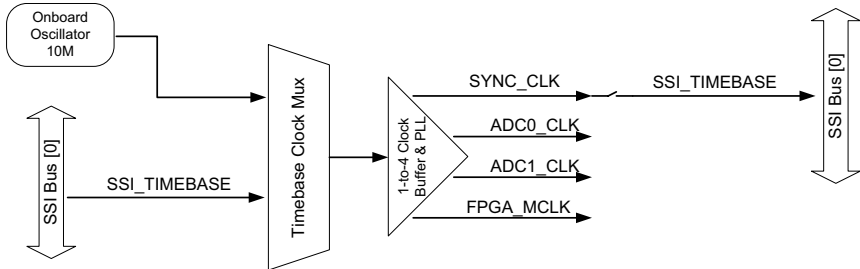 Onboard
Oscillator
10M
SSI Bus [0]
SSI_TIMEBASE
Timebase Clock Mux
1-to-4 Clock
Buffer & PLL
SYNC_CLK
ADC0_CLK
ADC1_CLK
FPGA_MCLK
SSI_TIMEBASE
SSI Bus [0]